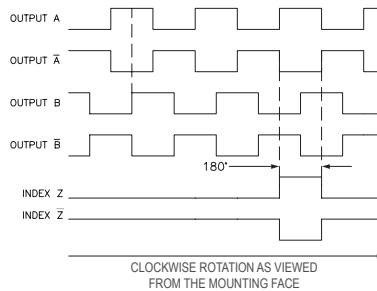 OUTPUT A
OUTPUT A̅
OUTPUT B
OUTPUT B̅
180°
INDEX Z
INDEX Z̅
CLOCKWISE ROTATION AS VIEWED
FROM THE MOUNTING FACE